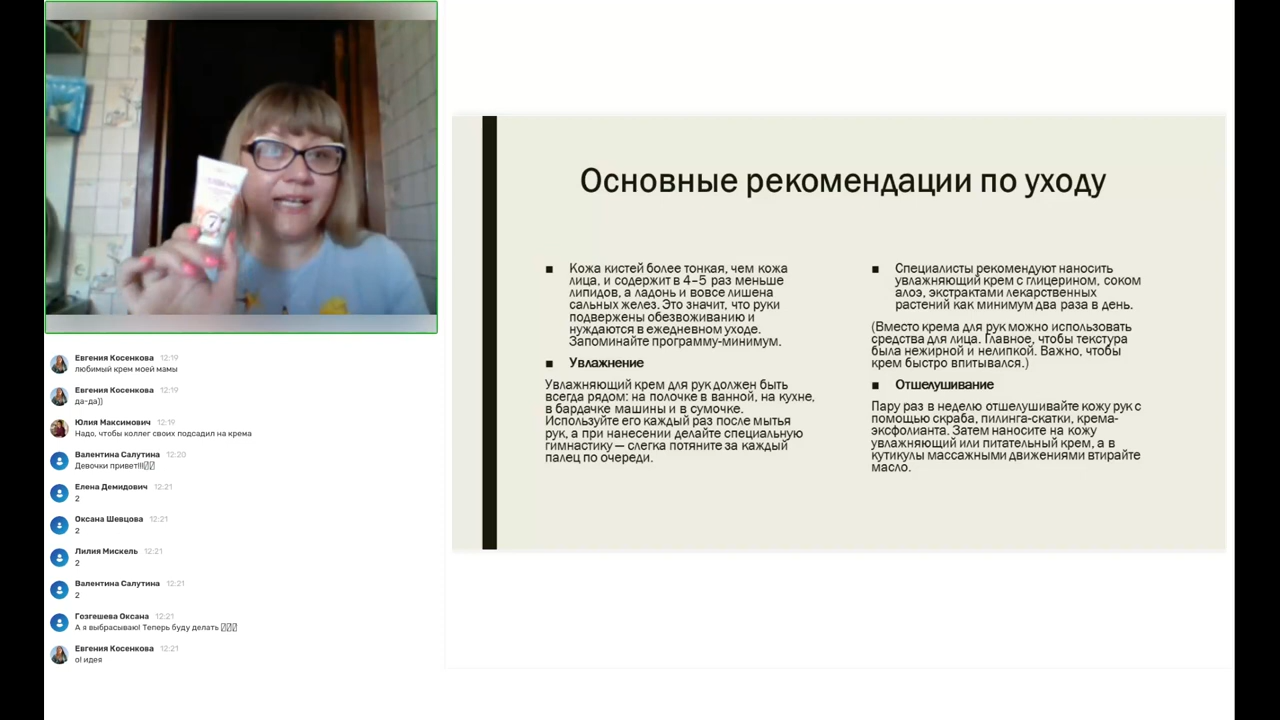 7
Евгения Косенкова 12:19
любимый крем моей мамы
Евгения Косенкова 12:19
да-да))
Юлия Максимович 12:19
Надо, чтобы коллег своих подсадил на крема
Валентина Салутина 12:20
Девочки привет!!!
Елена Демидович 12:21
2
Оксана Шевцова 12:21
2
Лилия Мискель 12:21
2
Валентина Салутина 12:21
2
Гозгешева Оксана 12:21
А я выбрасываю! Теперь буду делать
Евгения Косенкова 12:21
о! идея
Основные рекомендации по уходу
■ Кожа кистей более тонкая, чем кожа
лица, и содержит в 4–5 раз меньше
липидов, а ладонь и вовсе лишена
сальных желез. Это значит, что руки
подвержены обезвоживанию и
нуждаются в ежедневном уходе.
Запоминайте программу-минимум.
■ Увлажнение
Увлажняющий крем для рук должен быть
всегда рядом: на полочке в ванной, на кухне,
в бардачке машины и в сумочке.
Используйте его каждый раз после мытья
рук, а при нанесении делайте специальную
гимнастику — слегка потяните за каждый
палец по очереди.
■ Специалисты рекомендуют наносить
увлажняющий крем с глицерином, соком
алоэ, экстрактами лекарственных
растений как минимум два раза в день.
(Вместо крема для рук можно использовать
средства для лица. Главное, чтобы текстура
была нежирной и нелипкой. Важно, чтобы
крем быстро впитывался.)
■ Отшелушивание
Пару раз в неделю отшелушивайте кожу рук с
помощью скраба, пилинга-скатки, крема-
эксфолианта. Затем наносите на кожу
увлажняющий или питательный крем, а в
кутикулы массажными движениями втирайте
масло.